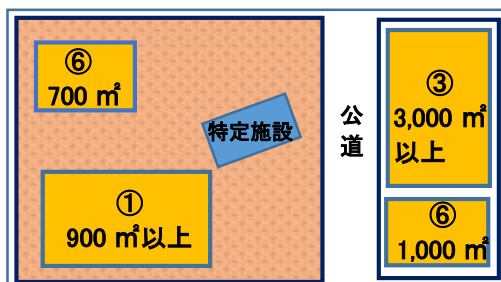 ⑥
700 ㎡
特定施設
①
900 ㎡以上
公道
③
3,000 ㎡
以上
⑥
1,000 ㎡